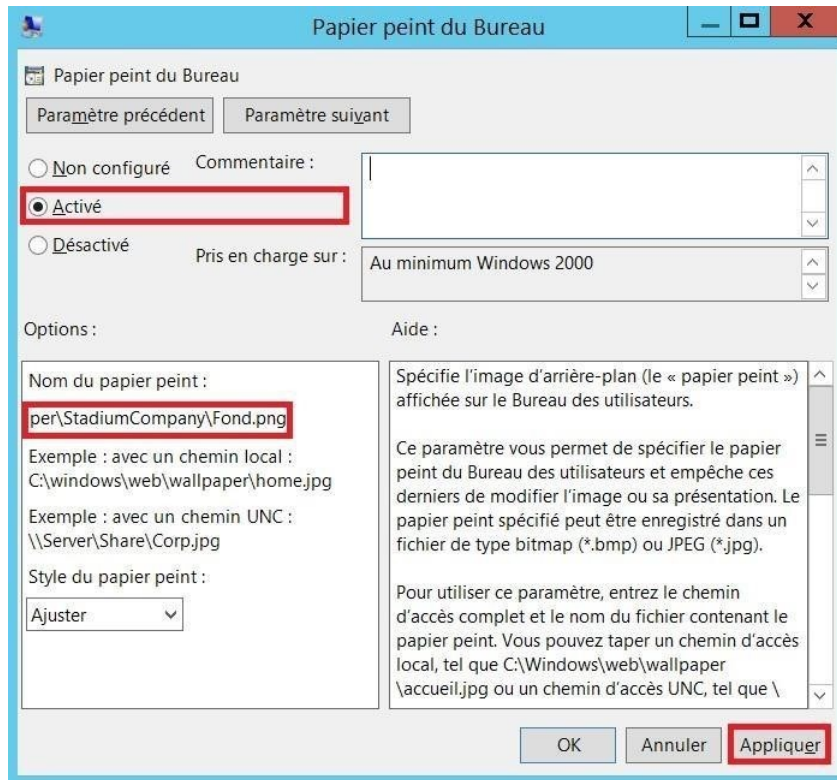 Papier peint du Bureau
Papier peint du Bureau
Paramètre précédent
Paramètre suivant
Non configuré
Commentaire :
Activé
Désactivé
Pris en charge sur :
Au minimum Windows 2000
Options :
Aide :
Nom du papier peint :
per\StadiumCompany\Fond.png
Exemple : avec un chemin local :
C:\windows\web\wallpaper\home.jpg
Exemple : avec un chemin UNC :
\\Server\Share\Corp.jpg
Style du papier peint :
Ajuster
Spécifie l'image d'arrière-plan (le « papier peint »)
affichée sur le Bureau des utilisateurs.
Ce paramètre vous permet de spécifier le papier
peint du Bureau des utilisateurs et empêche ces
derniers de modifier l'image ou sa présentation. Le
papier peint spécifié peut être enregistré dans un
fichier de type bitmap (*.bmp) ou JPEG (*.jpg).
Pour utiliser ce paramètre, entrez le chemin
d'accès complet et le nom du fichier contenant le
papier peint. Vous pouvez taper un chemin d'accès
local, tel que C:\Windows\web\wallpaper
\accueil.jpg ou un chemin d'accès UNC, tel que \
OK
Annuler
Appliquer